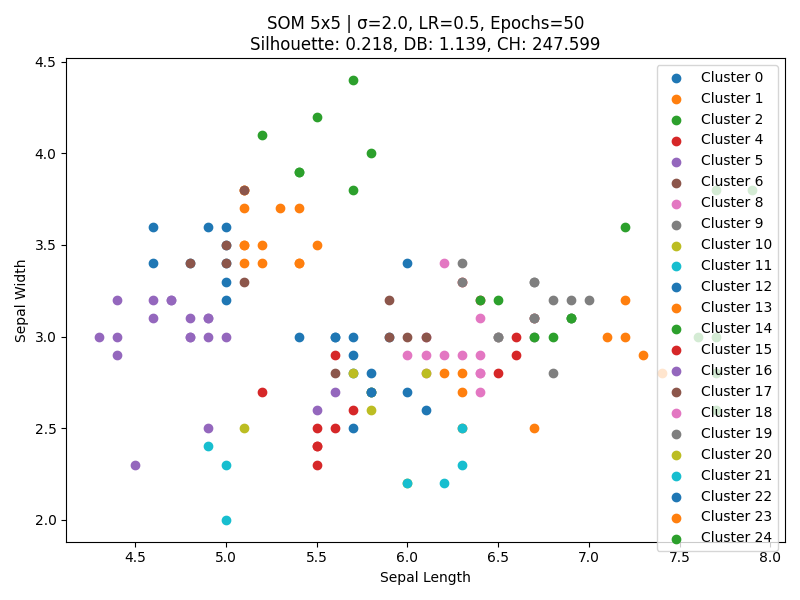 SOM 5x5 | σ=2.0, LR=0.5, Epochs=50
Silhouette: 0.218, DB: 1.139, CH: 247.599
4.5
4.0
3.5
3.0
2.5
2.0
Sepal Width
4.5
5.0
5.5
6.0
6.5
7.0
7.5
8.0
Sepal Length
Cluster 0
Cluster 1
Cluster 2
Cluster 4
Cluster 5
Cluster 6
Cluster 8
Cluster 9
Cluster 10
Cluster 11
Cluster 12
Cluster 13
Cluster 14
Cluster 15
Cluster 16
Cluster 17
Cluster 18
Cluster 19
Cluster 20
Cluster 21
Cluster 22
Cluster 23
Cluster 24